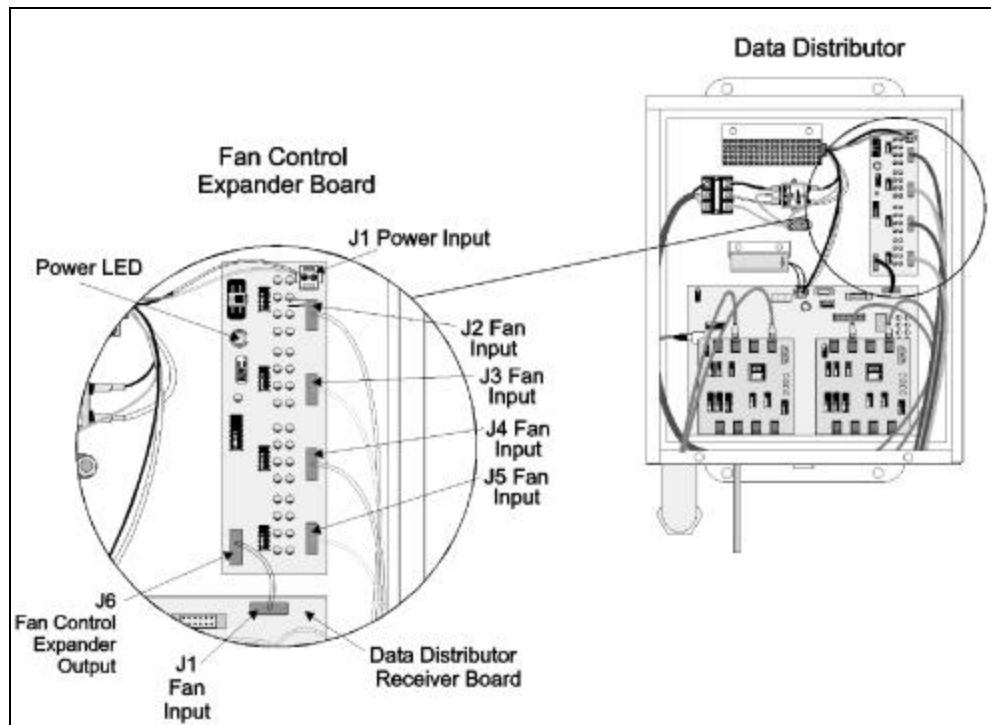 Data Distributor
Fan Control
Expander Board
J1 Power Input
Power LED
J2 Fan
Input
J3 Fan
Input
J4 Fan
Input
J5 Fan
Input
J6
Fan Control
Expander
Output
J1
Fan
Input
Data Distributor
Receiver Board